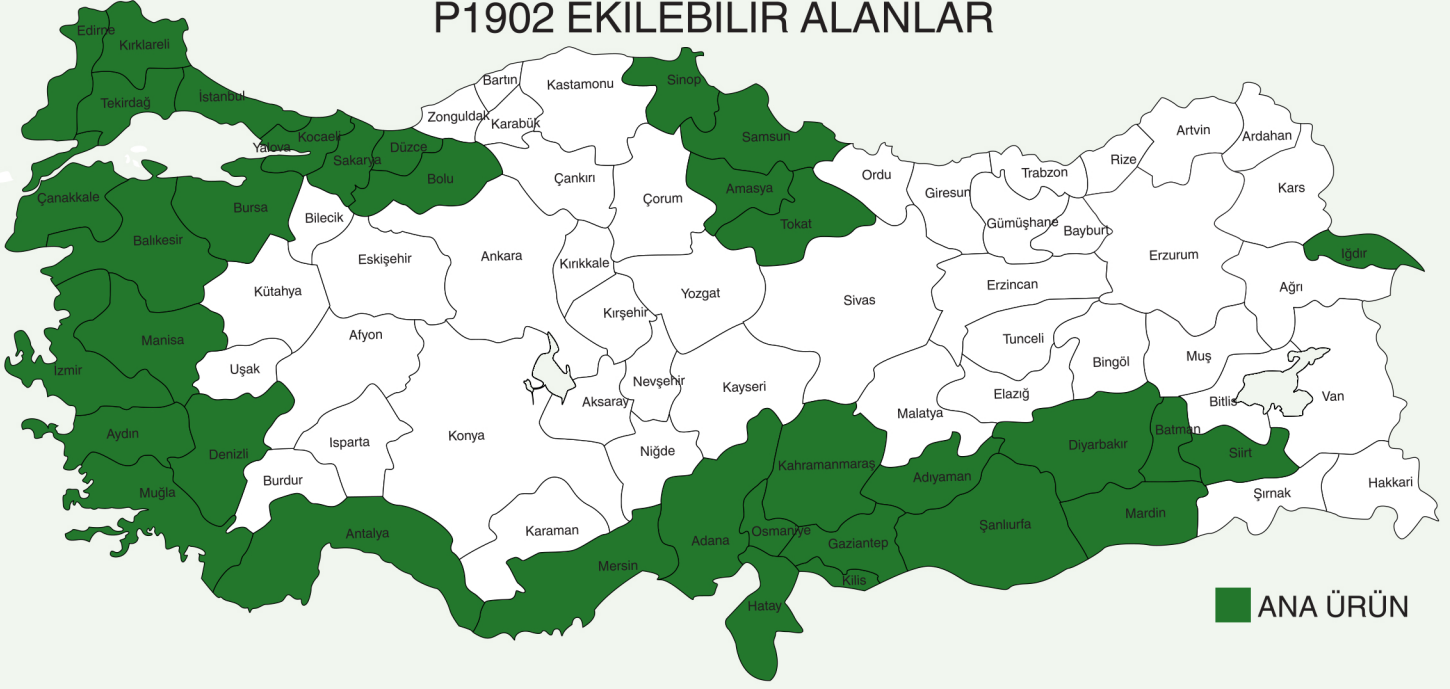 P1902 EKİLEBİLİR ALANLAR
Edirne
Kırklareli
Tekirdağ
İstanbul
Yalova
Kocaeli
Sakarya
Düzce
Bolu
Zonguldak
Bartın
Karabük
Kastamonu
Sinop
Samsun
Çankırı
Çorum
Amasya
Tokat
Ordu
Giresun
Gümüşhane
Trabzon
Bayburt
Rize
Artvin
Ardahan
Kars
Iğdır
Çanakkale
Balıkesir
Bursa
Bilecik
Eskişehir
Ankara
Kırıkkale
Kırşehir
Yozgat
Sivas
Erzincan
Erzurum
Ağrı
Kütahya
Manisa
İzmir
Uşak
Afyon
Konya
Aksaray
Nevşehir
Kayseri
Malatya
Tunceli
Elazığ
Bingöl
Muş
Bitlis
Van
Aydın
Denizli
Muğla
Burdur
Isparta
Antalya
Karaman
Niğde
Mersin
Adana
Kahramanmaraş
Osmaniye
Hatay
Gaziantep
Kilis
Adıyaman
Şanlıurfa
Diyarbakır
Mardin
Batman
Siirt
Şırnak
Hakkari
ANA ÜRÜN